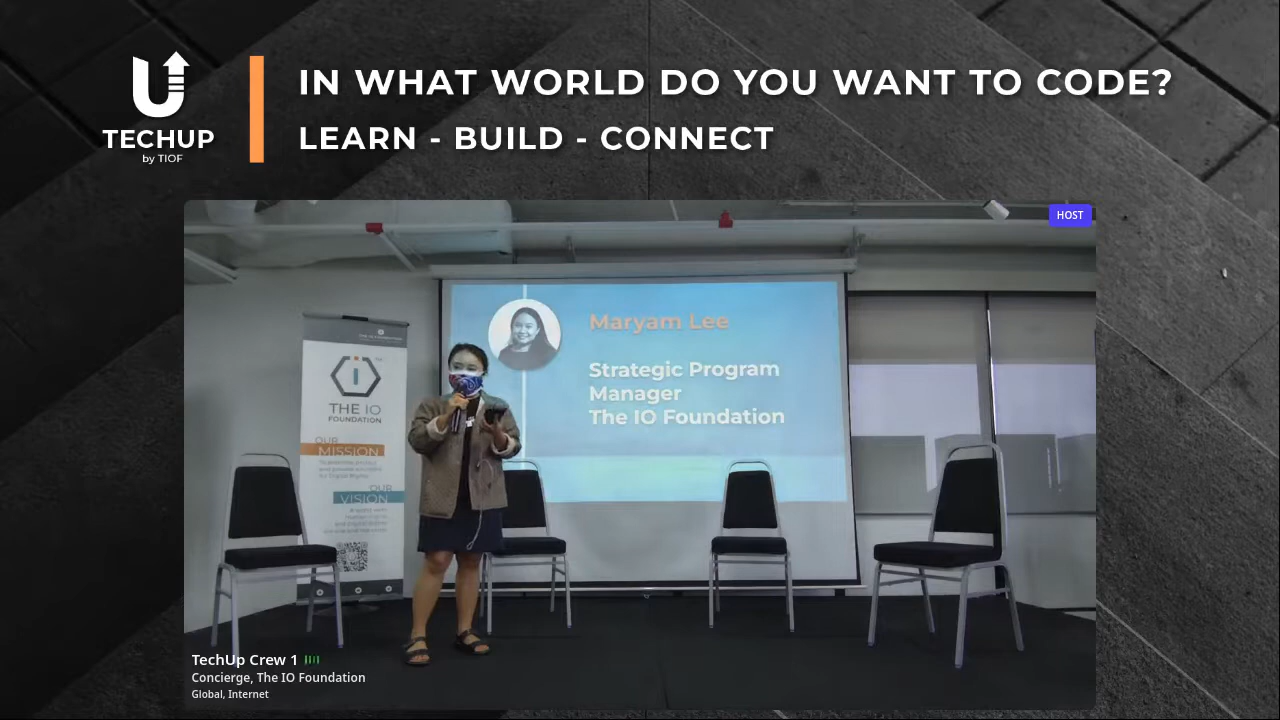 IN WHAT WORLD DO YOU WANT TO CODE?
LEARN - BUILD - CONNECT
TECHUP
by TIOF
HOST
Maryam Lee
Strategic Program
Manager
The IO Foundation
THE IO
FOUNDATION
OUR
MISSION
OUR
VISION
TechUp Crew 1
Concierge, The IO Foundation
Global, Internet